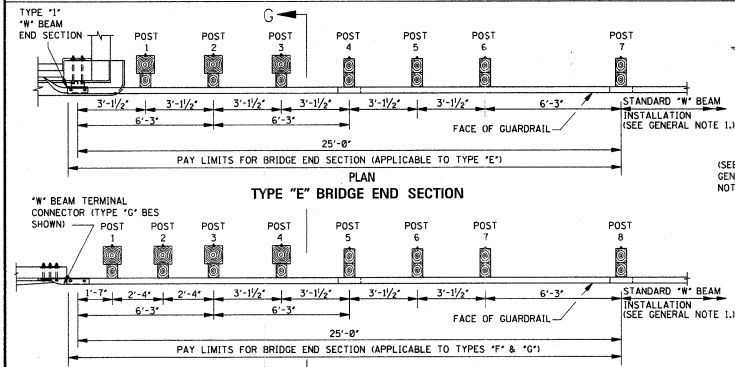 TYPE "1"
"W" BEAM
END SECTION
G
POST 1
POST 2
POST 3
POST 4
POST 5
POST 6
POST 7
3'-1½" 3'-1½" 3'-1½" 3'-1½" 3'-1½" 3'-1½" 6'-3"
STANDARD "W" BEAM
INSTALLATION
(SEE GENERAL NOTE 1.)
6'-3" 6'-3"
FACE OF GUARDRAIL
25'-0"
PAY LIMITS FOR BRIDGE END SECTION (APPLICABLE TO TYPE "E")
(SEE
GEN
NOT
PLAN
TYPE "E" BRIDGE END SECTION
"W" BEAM TERMINAL
CONNECTOR (TYPE "G" BES
SHOWN)
POST 1
POST 2
POST 3
POST 4
POST 5
POST 6
POST 7
POST 8
1'-7" 2'-4" 2'-4" 3'-1½" 3'-1½" 3'-1½" 3'-1½" 6'-3"
STANDARD "W" BEAM
INSTALLATION
(SEE GENERAL NOTE 1.)
6'-3" 6'-3"
FACE OF GUARDRAIL
25'-0"
PAY LIMITS FOR BRIDGE END SECTION (APPLICABLE TO TYPES "F" & "G")